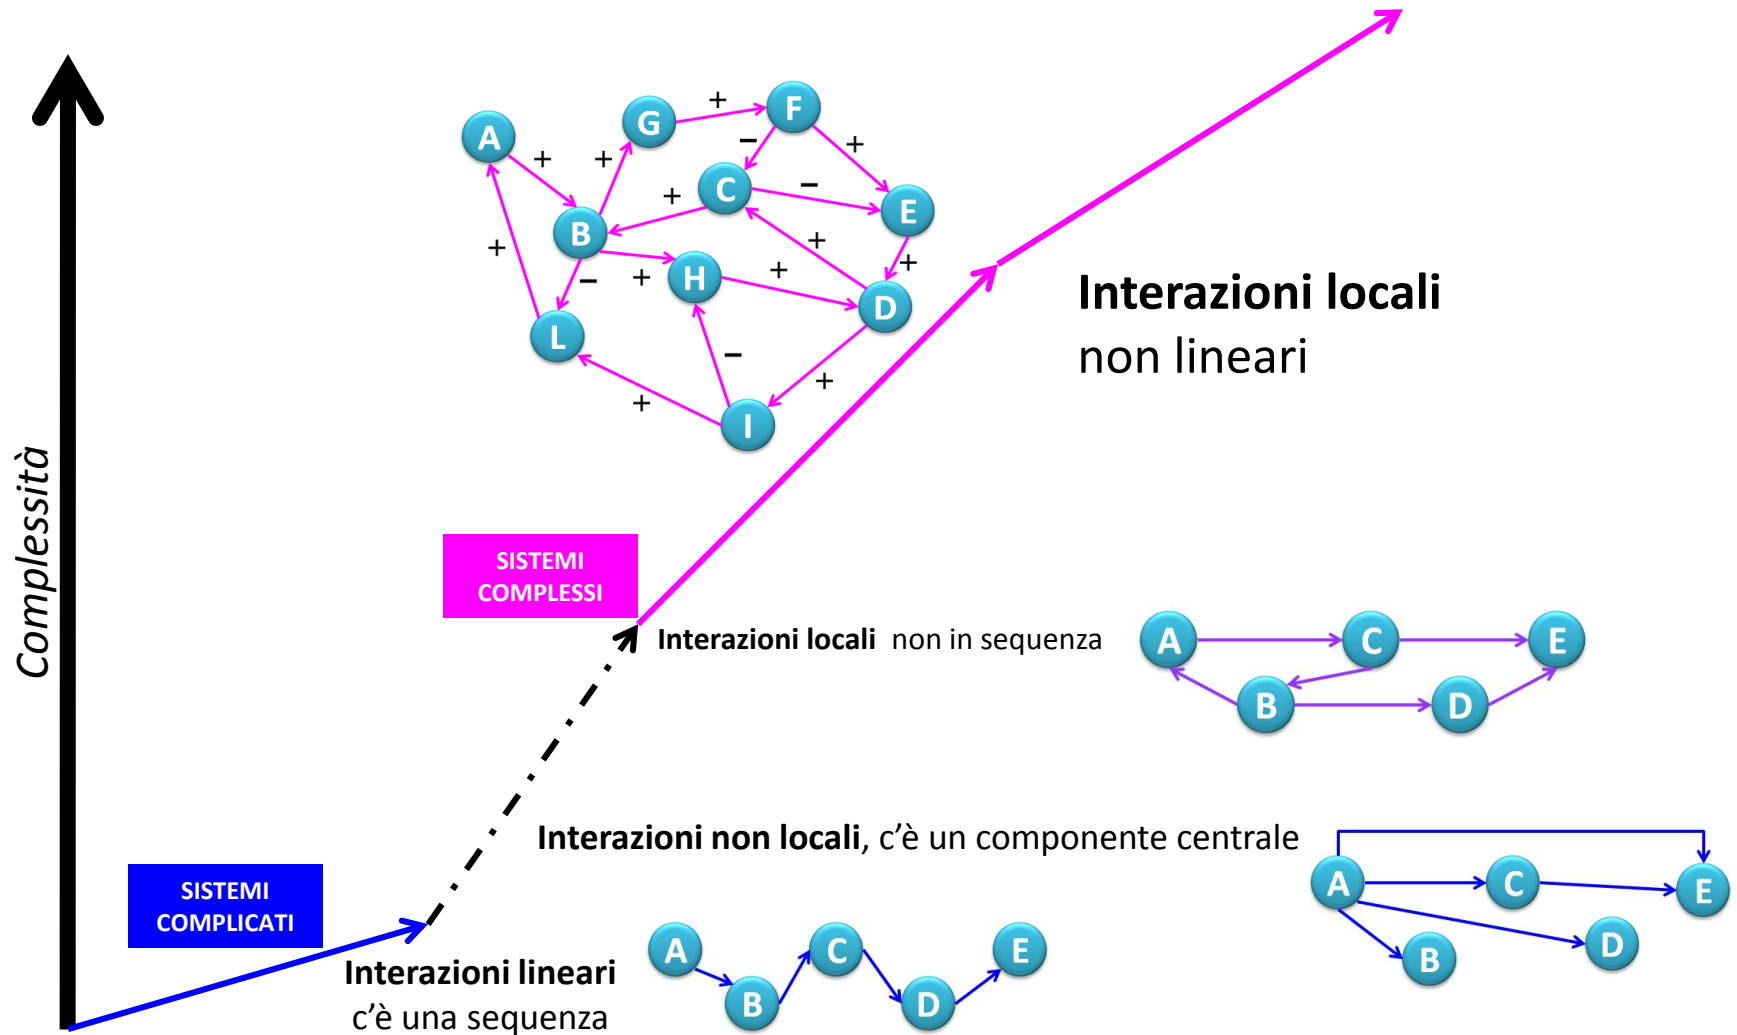 Complessità
A
G
F
C
E
B
H
D
L
I
+
+
+
−
+
+
−
+
+
−
+
+
+
+
−
+
+
Interazioni locali
non lineari
SISTEMI
COMPLESSI
Interazioni locali non in sequenza
A
C
E
B
D
Interazioni non locali, c’è un componente centrale
A
C
E
B
D
SISTEMI
COMPLICATI
Interazioni lineari
c’è una sequenza
A
C
E
B
D